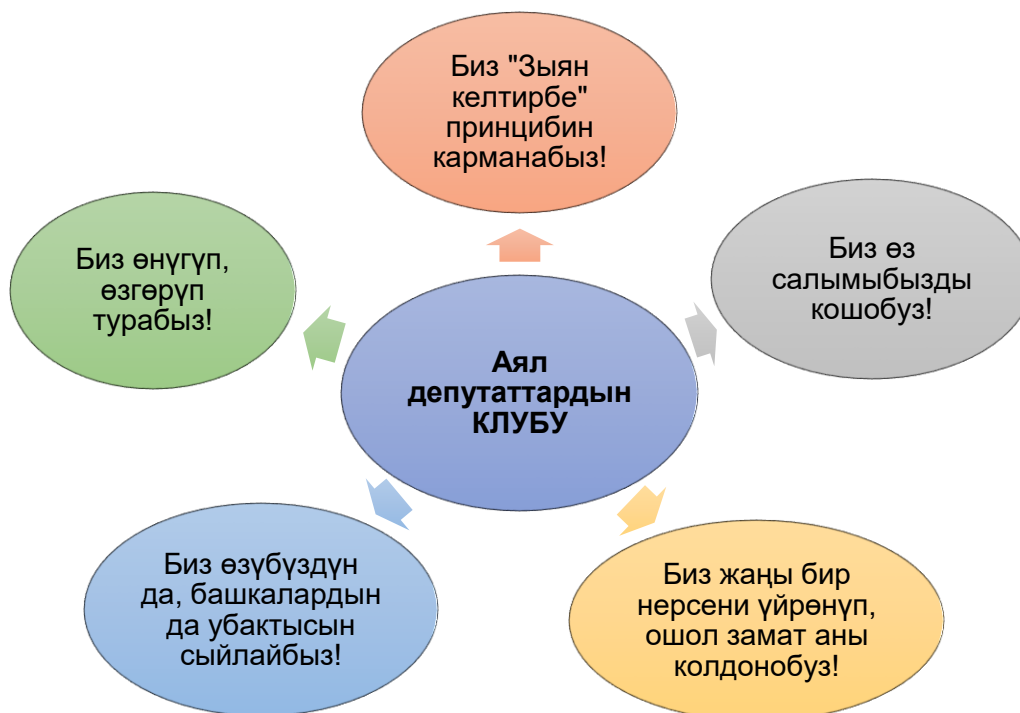 Биз "Зыян
келтирбе"
принцибин
карманабыз!
Биз өз
салымыбызды
кошобуз!
Биз жаңы бир
нерсени үйрөнүп,
ошол замат аны
колдонобуз!
Биз өзүбүздүн
да, башкалардын
да убактысын
сыйлайбыз!
Биз өнүгүп,
өзгөрүп
турабыз!
Аял
депутаттардын
КЛУБУ